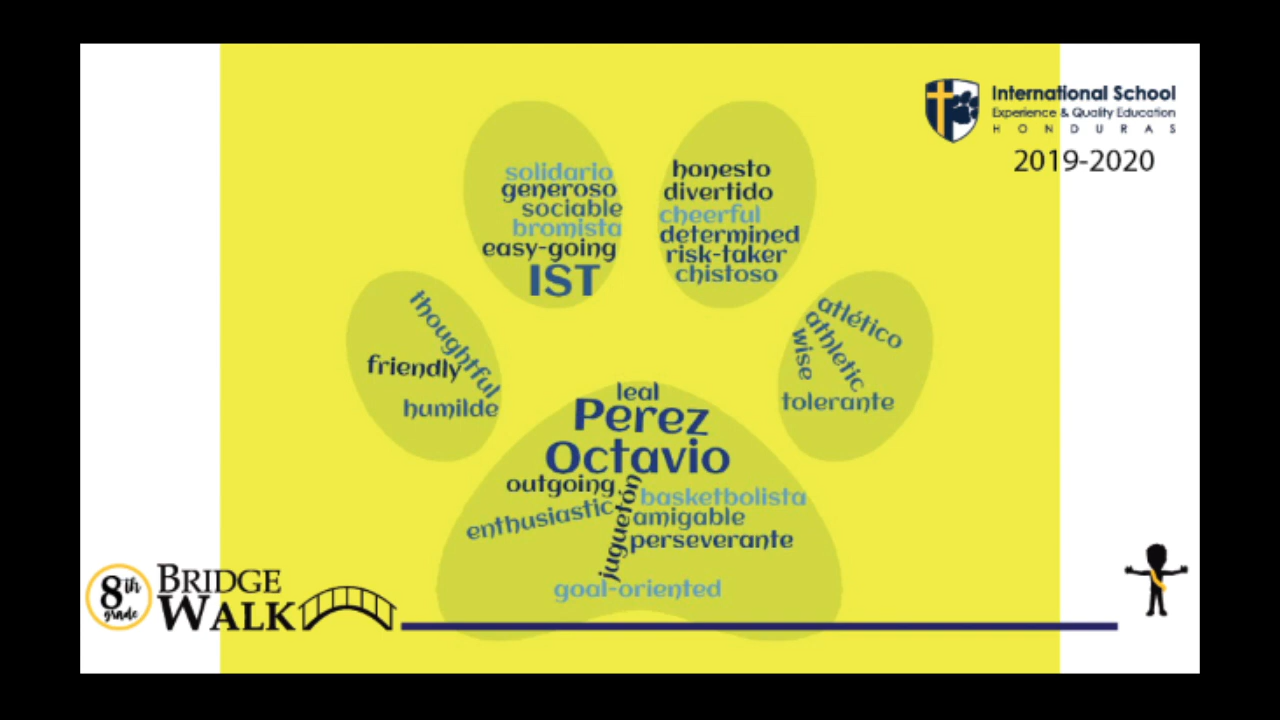 International School
Experience & Quality Education
HONDURAS
2019-2020
solidario
generoso
sociable
bromista
easy-going
IST
honesto
divertido
cheerful
determined
risk-taker
chistoso
thoughtful
friendly
humilde
atlético
athletic
wise
tolerante
leal
Perez
Octavio
outgoing
enthusiastic
juguetón
basketbolista
amigable
perseverante
goal-oriented
8th
grade
BRIDGE
WALK